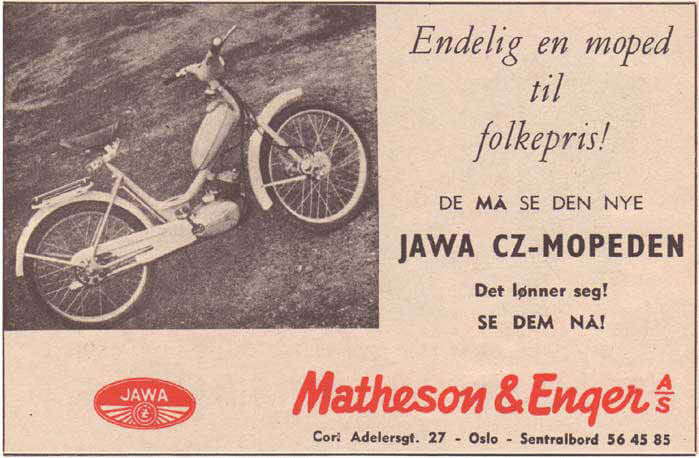 Endelig en moped
til
folkepris!
DE MÅ SE DEN NYE
JAWA CZ-MOPEDEN
Det lønner seg!
SE DEM NÅ!
JAWA
CZ
Matheson & Enger A/S
Cort Adelersgt. 27 - Oslo - Sentralbord 56 45 85